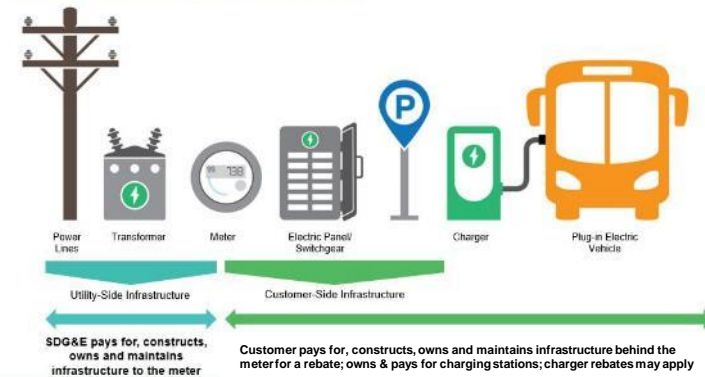 99 738
P
Power
Lines
Transformer
Meter
Electric Panel/
Switchgear
Charger
Plug-in Electric
Vehicle
Utility-Side Infrastructure
Customer-Side Infrastructure
SDG&E pays for, constructs,
owns and maintains
infrastructure to the meter
Customer pays for, constructs, owns and maintains infrastructure behind the
meter for a rebate; owns & pays for charging stations; charger rebates may apply